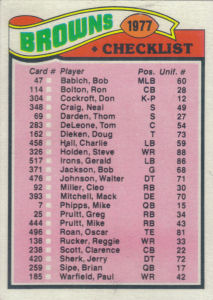 BROWNS
1977
CHECKLIST
Card # Player Pos. Unif. #
47 Babich, Bob MLB 60
114 Bolton, Ron CB 28
304 Cockroft, Don K-P 12
348 Craig, Neal S 49
69 Darden, Thom S 27
283 DeLeone, Tom C 54
162 Dieken, Doug T 73
458 Hall, Charlie LB 59
326 Holden, Steve WR 88
517 Irons, Gerald LB 86
371 Jackson, Bob G 68
476 Johnson, Walter DT 71
92 Miller, Cleo RB 30
393 Mitchell, Mack DE 70
7 Phipps, Mike QB 15
25 Pruitt, Greg RB 34
444 Pruitt, Mike RB 43
496 Roan, Oscar TE 81
138 Rucker, Reggie WR 33
238 Scott, Clarence CB 22
420 Sherk, Jerry DT 72
259 Sipe, Brian QB 17
185 Warfield, Paul WR 42